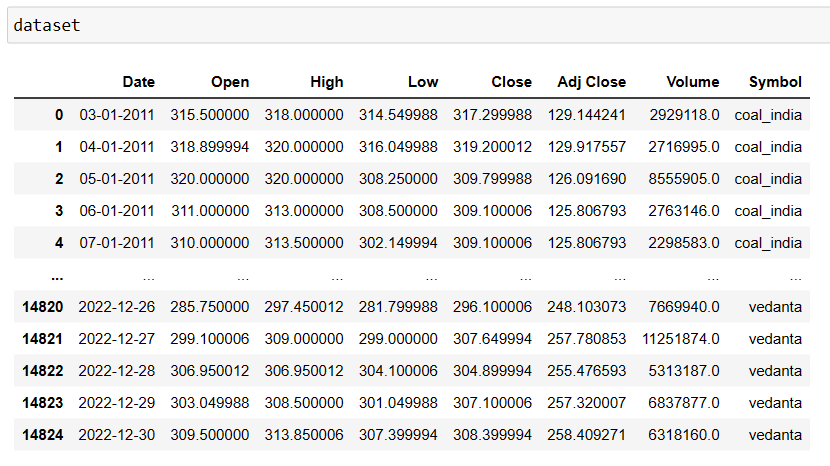 dataset
Date Open High Low Close Adj Close Volume Symbol
0 03-01-2011 315.500000 318.000000 314.549988 317.299988 129.144241 2929118.0 coal_india
1 04-01-2011 318.899994 320.000000 316.049988 319.200012 129.917557 2716995.0 coal_india
2 05-01-2011 320.000000 320.000000 308.250000 309.799988 126.091690 8555905.0 coal_india
3 06-01-2011 311.000000 313.000000 308.500000 309.100006 125.806793 2763146.0 coal_india
4 07-01-2011 310.000000 313.500000 302.149994 309.100006 125.806793 2298583.0 coal_india
... ... ... ... ... ... ... ... ...
14820 2022-12-26 285.750000 297.450012 281.799988 296.100006 248.103073 7669940.0 vedanta
14821 2022-12-27 299.100006 309.000000 299.000000 307.649994 257.780853 11251874.0 vedanta
14822 2022-12-28 306.950012 306.950012 304.100006 304.899994 255.476593 5313187.0 vedanta
14823 2022-12-29 303.049988 308.500000 301.049988 307.100006 257.320007 6837877.0 vedanta
14824 2022-12-30 309.500000 313.850006 307.399994 308.399994 258.409271 6318160.0 vedanta